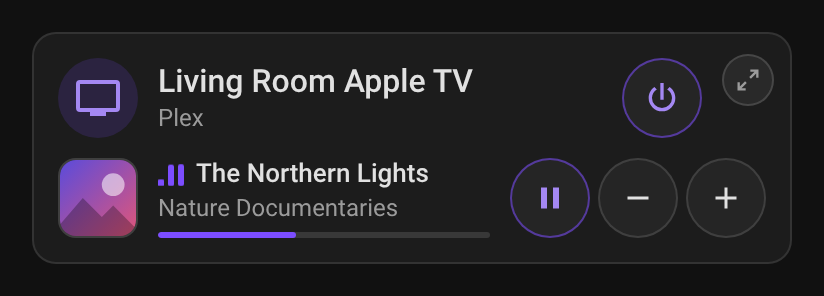 Living Room Apple TV
Plex
The Northern Lights
Nature Documentaries